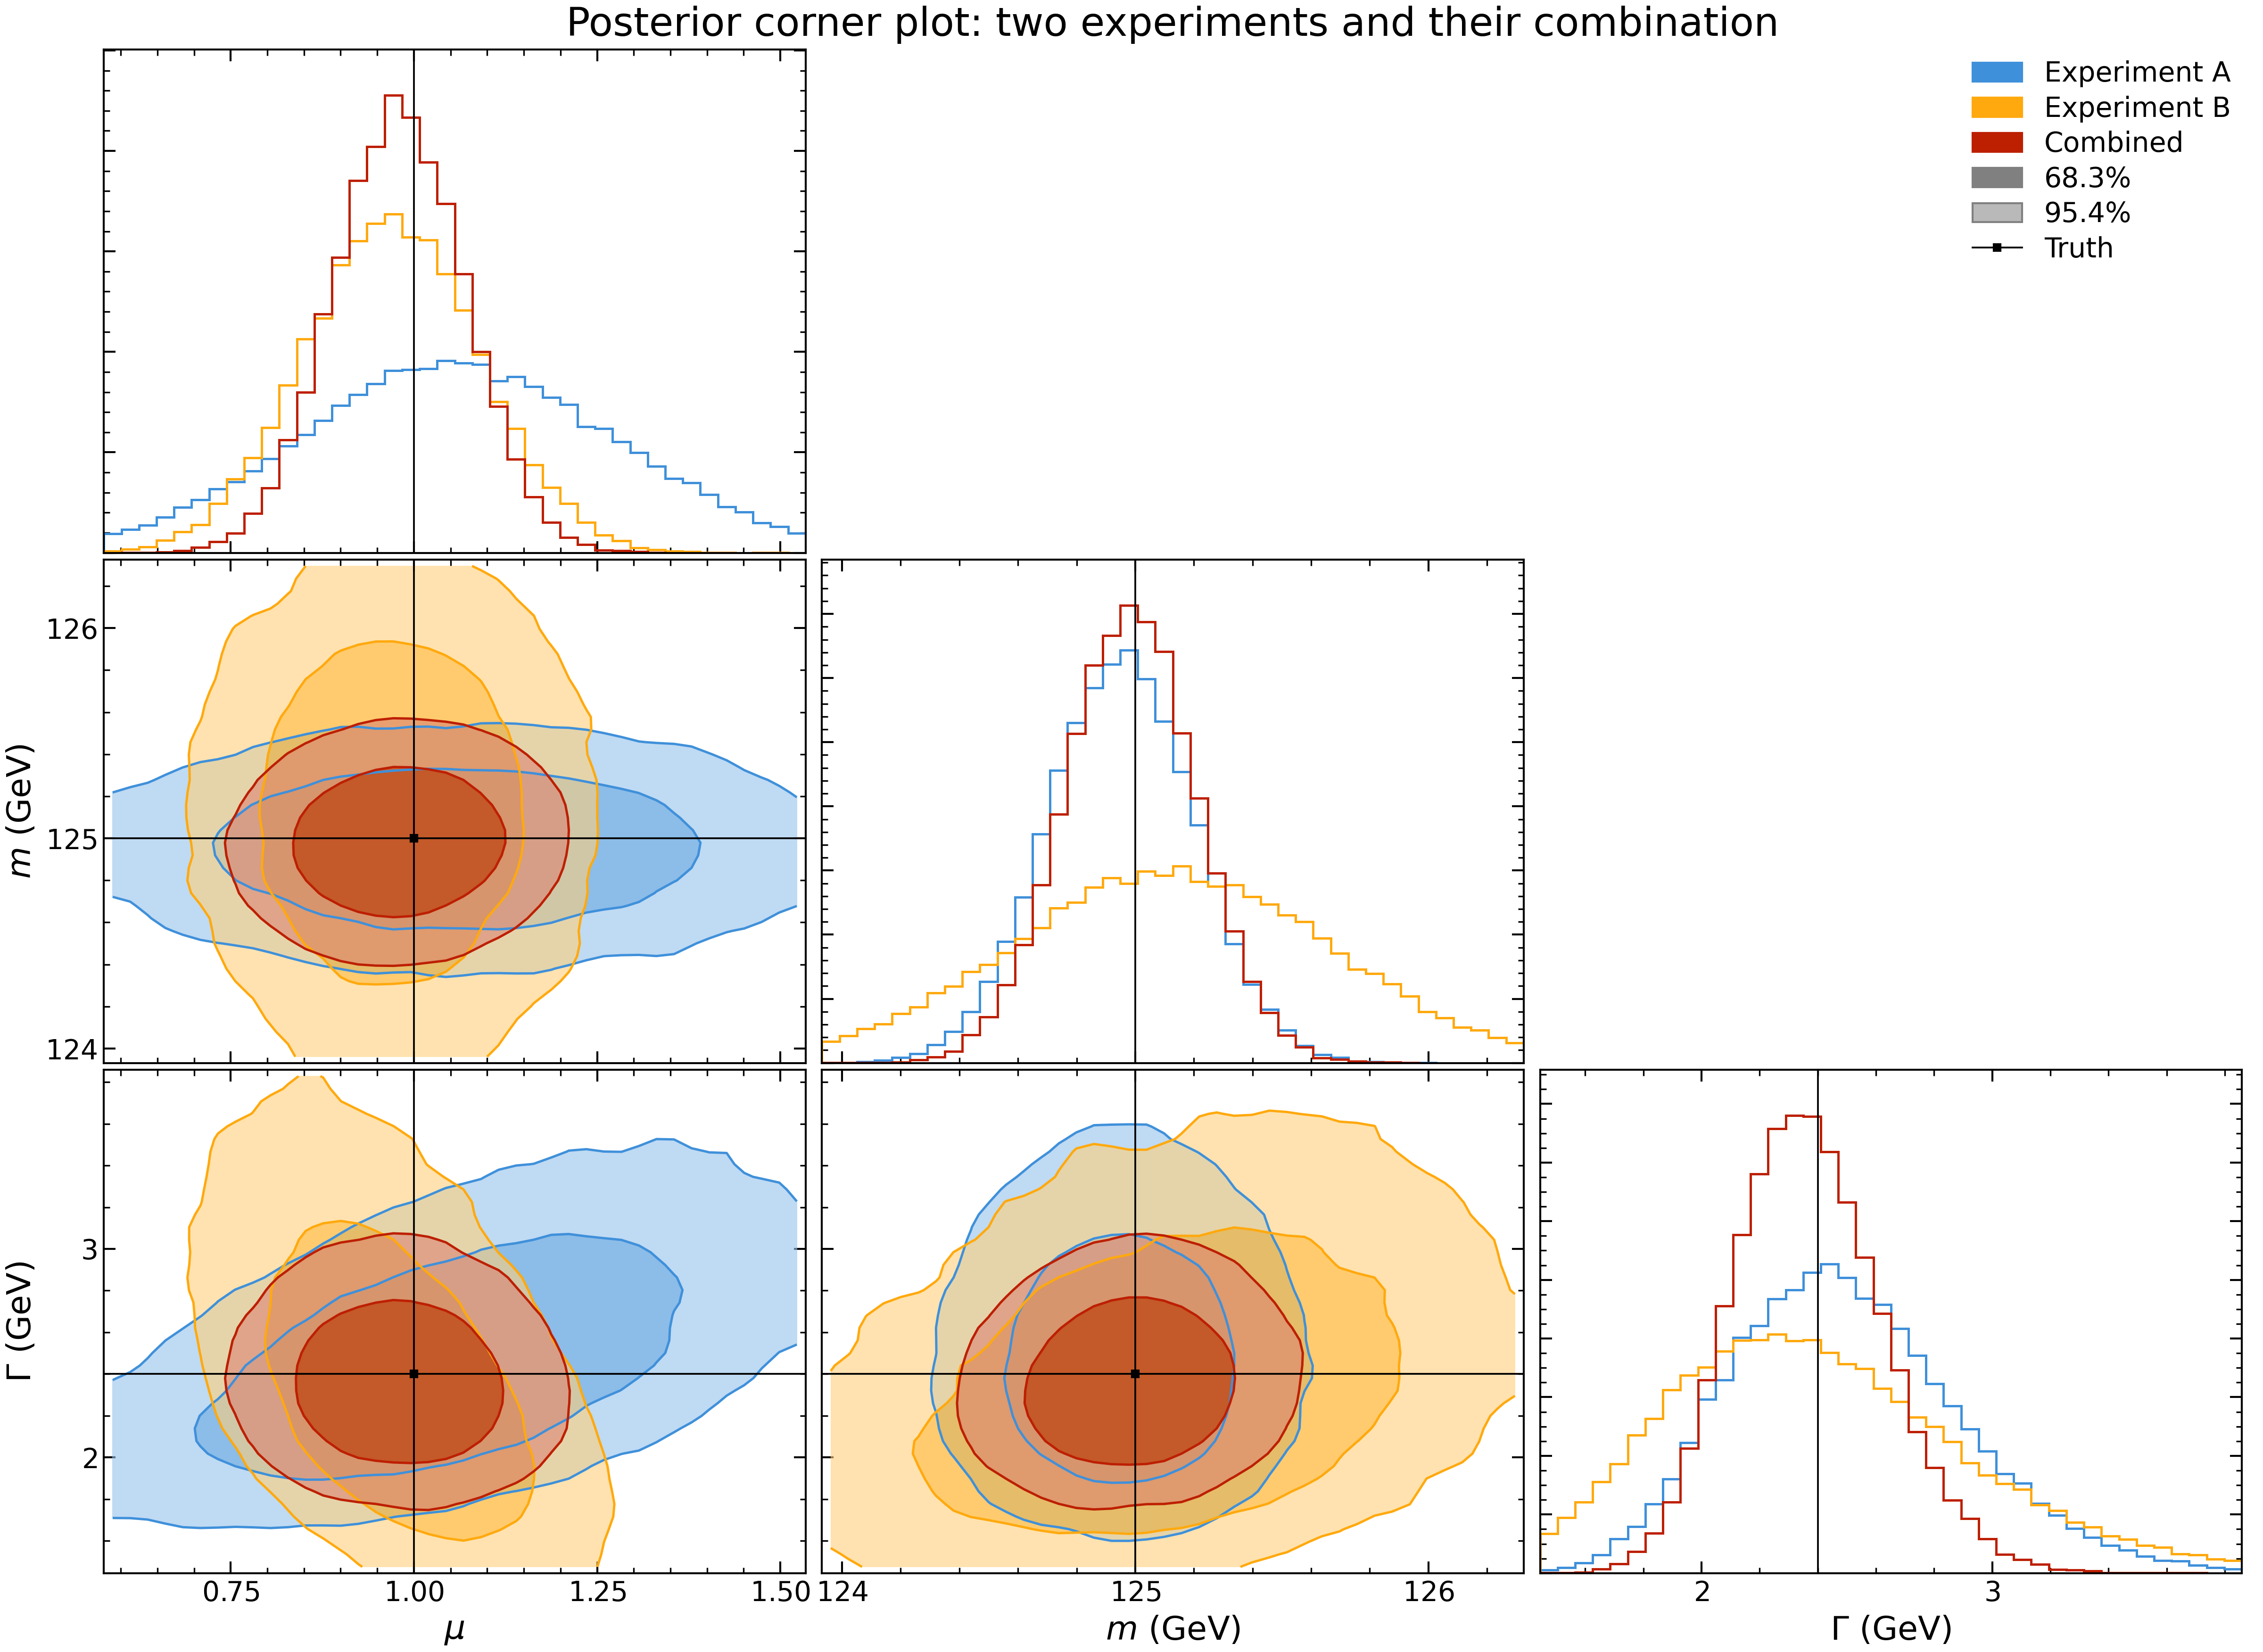 Posterior corner plot: two experiments and their combination
Experiment A
Experiment B
Combined
68.3%
95.4%
Truth
126
125
124
m (GeV)
3
2
Γ (GeV)
0.75 1.00 1.25 1.50
μ
124 125 126
m (GeV)
2 3
Γ (GeV)